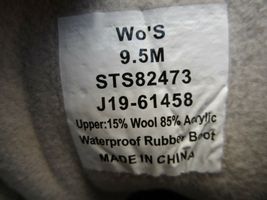 Wo'S
9.5M
STS82473
J19-61458
Upper:15% Wool 85% Acrylic
Waterproof Rubber Boot
MADE IN CHINA